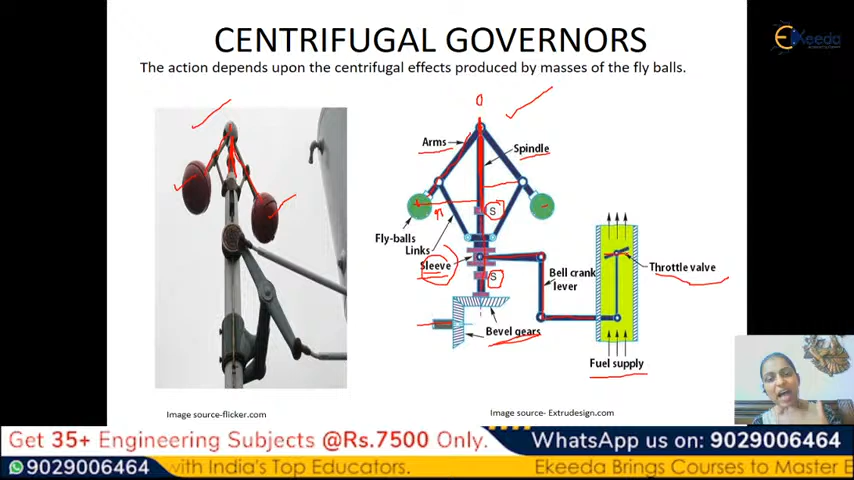 CENTRIFUGAL GOVERNORS
Ekeeda
The action depends upon the centrifugal effects produced by masses of the fly balls.
O
Arms
Spindle
S
r
Fly-balls
Links
Sleeve
S
Bell crank
lever
Throttle valve
Bevel gears
Fuel supply
Image source-flicker.com
Image source- Extrudesign.com
Get 35+ Engineering Subjects @Rs.7500 Only.
WhatsApp us on: 9029006464
9029006464
with India's Top Educators.
Ekeeda Brings Courses to Master E